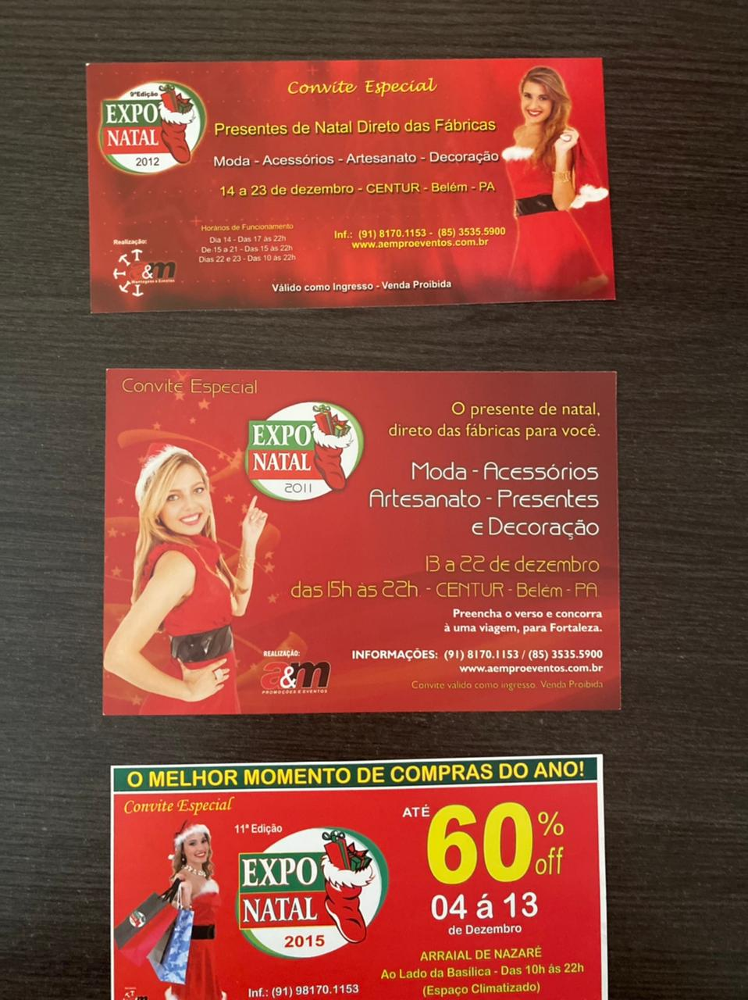 Convite Especial
9ªEdição
EXPO
NATAL
2012
Presentes de Natal Direto das Fábricas
Moda - Acessórios - Artesanato - Decoração
14 a 23 de dezembro - CENTUR - Belém - PA
Horários de Funcionamento
Dia 14 - Das 17 às 22h
De 15 a 21 - Das 15 às 22h
Dias 22 e 23 - Das 10 às 22h
Inf.: (91) 8170.1153 - (85) 3535.5900
www.aemproeventos.com.br
Realização:
a&m
Montagens e Eventos
Válido como Ingresso - Venda Proibida
Convite Especial
EXPO
NATAL
2011
O presente de natal,
direto das fábricas para você.
Moda - Acessórios
Artesanato - Presentes
e Decoração
13 a 22 de dezembro
das 15h às 22h. - CENTUR - Belém - PA
Preencha o verso e concorra
à uma viagem, para Fortaleza.
REALIZAÇÃO:
a&m
PROMOÇÕES E EVENTOS
INFORMAÇÕES: (91) 8170.1153 / (85) 3535.5900
www.aemproeventos.com.br
Convite valido como ingresso. Venda Proibida
O MELHOR MOMENTO DE COMPRAS DO ANO!
Convite Especial
11ª Edição
EXPO
NATAL
2015
ATÉ
60% off
04 á 13
de Dezembro
ARRAIAL DE NAZARÉ
Ao Lado da Basílica - Das 10h ás 22h
(Espaço Climatizado)
Inf.: (91) 98170.1153